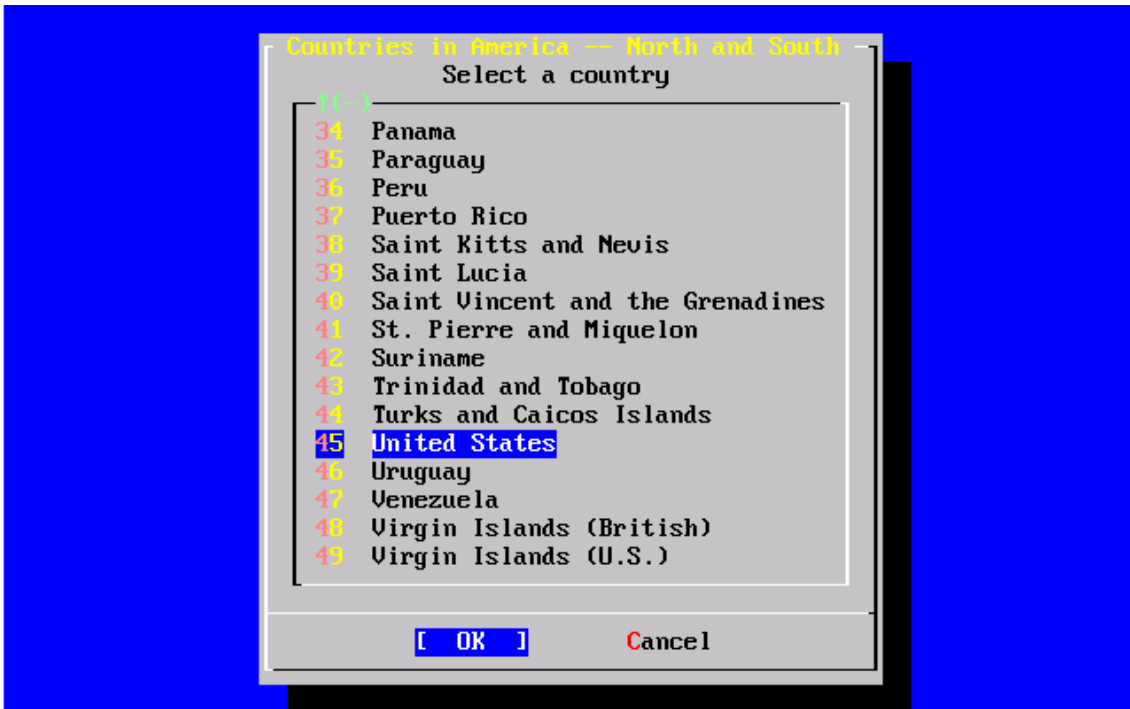 Countries in America -- North and South
Select a country
↑(-)
34 Panama
35 Paraguay
36 Peru
37 Puerto Rico
38 Saint Kitts and Nevis
39 Saint Lucia
40 Saint Vincent and the Grenadines
41 St. Pierre and Miquelon
42 Suriname
43 Trinidad and Tobago
44 Turks and Caicos Islands
45 United States
46 Uruguay
47 Venezuela
48 Virgin Islands (British)
49 Virgin Islands (U.S.)
[ OK ] Cancel